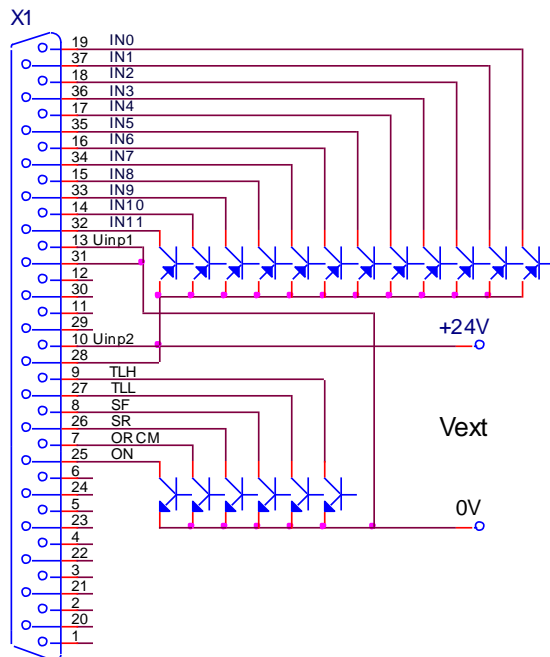 X1
19 IN0
37 IN1
18 IN2
36 IN3
17 IN4
35 IN5
16 IN6
34 IN7
15 IN8
33 IN9
14 IN10
32 IN11
13 Uinp1
31
12
30
11
29
10 Uinp2
28
9 TLH
27 TLL
8 SF
26 SR
7 ORCM
25 ON
6
24
5
23
4
22
3
21
2
20
1
+24V
Vext
0V